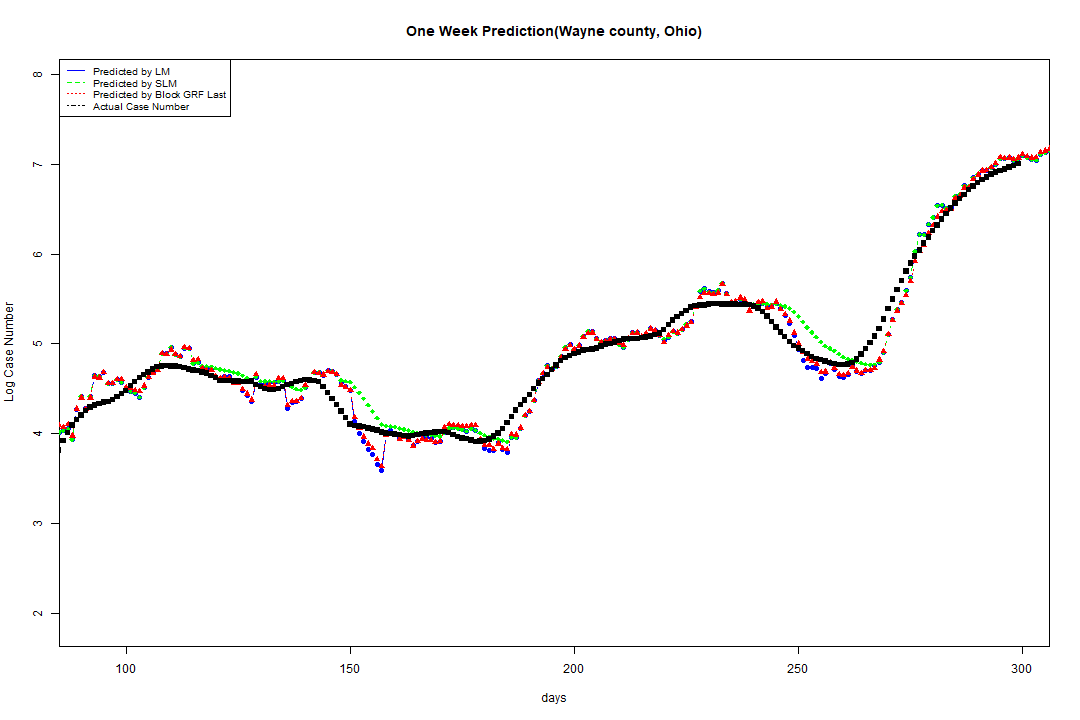 One Week Prediction(Wayne county, Ohio)
Predicted by LM
Predicted by SLM
Predicted by Block GRF Last
Actual Case Number
8
7
6
5
4
3
2
Log Case Number
100 150 200 250 300
days